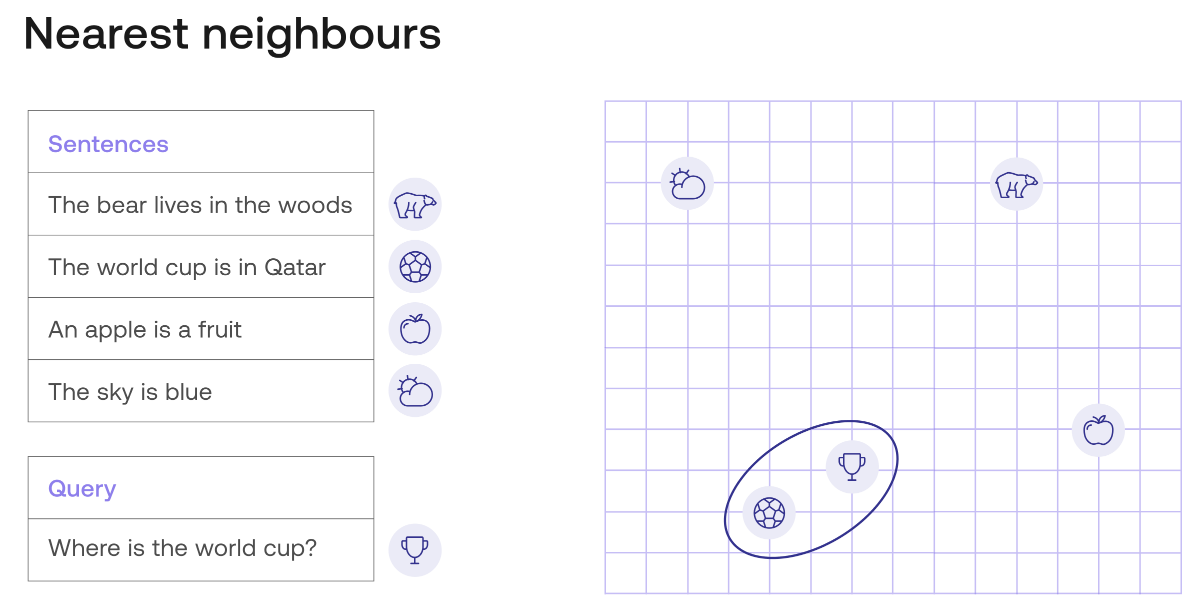 Nearest neighbours
Sentences
The bear lives in the woods
The world cup is in Qatar
An apple is a fruit
The sky is blue
Query
Where is the world cup?